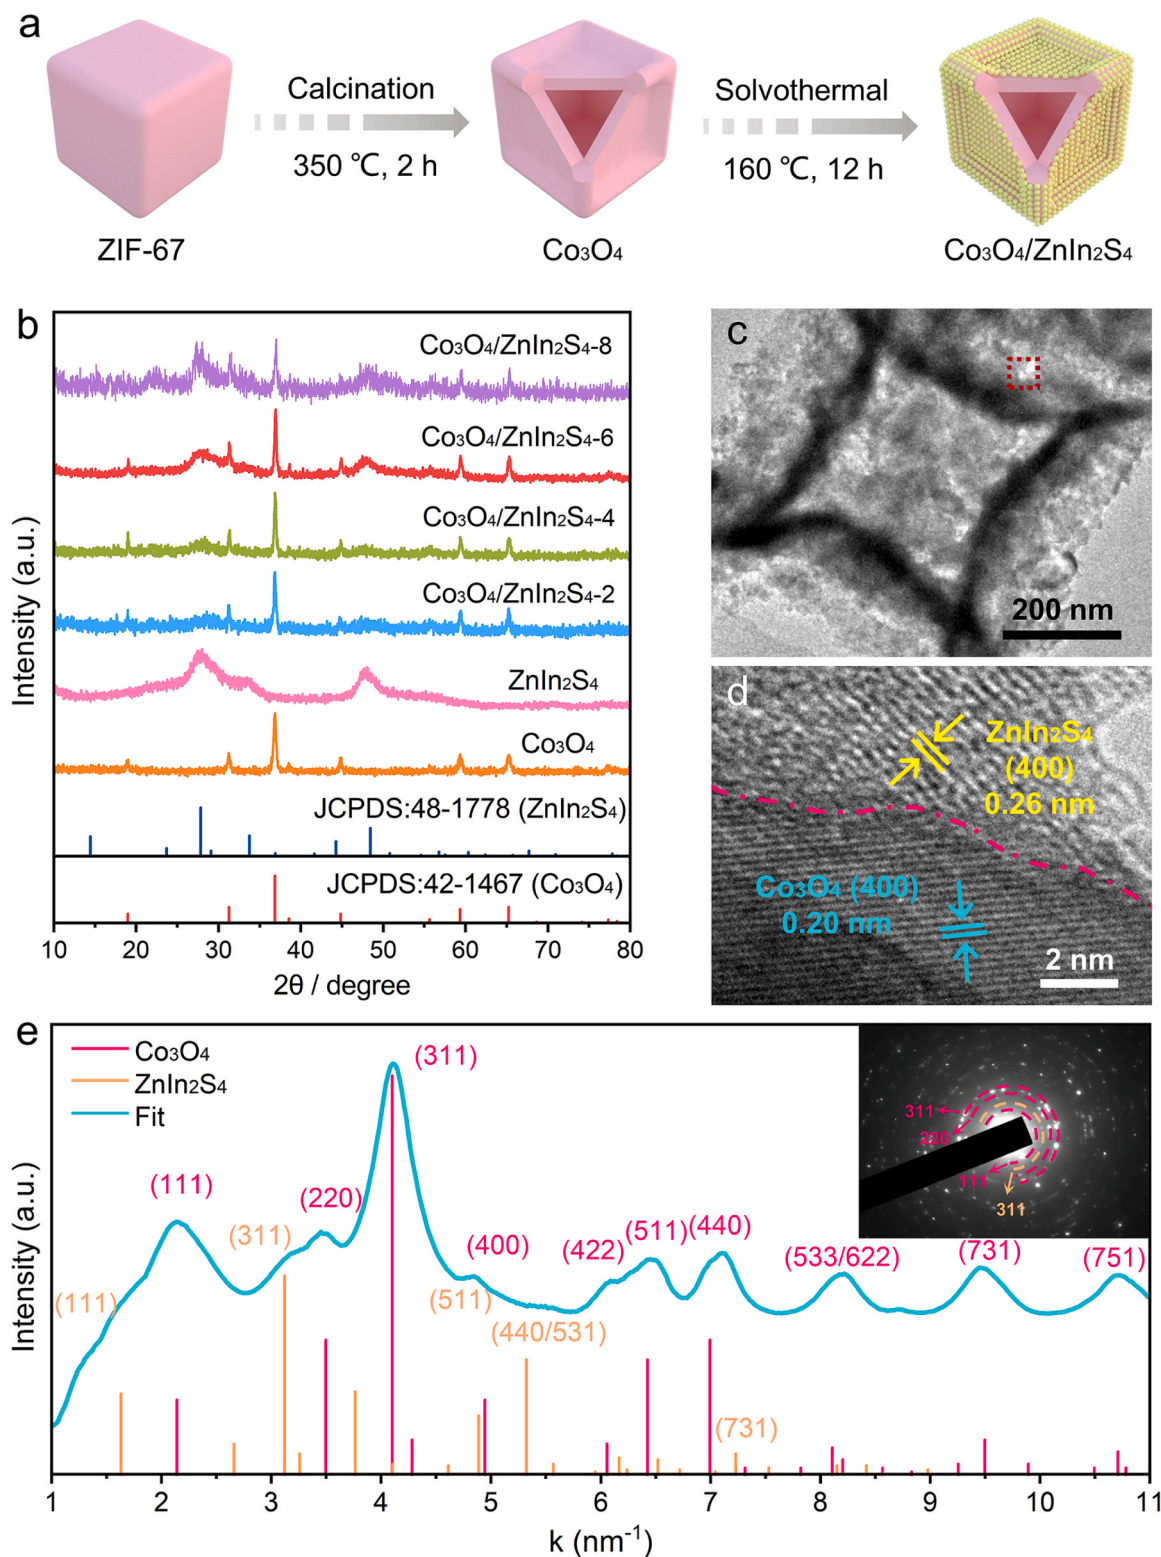 a
Calcination
350 ℃, 2 h
Solvothermal
160 ℃, 12 h
ZIF-67
Co₃O₄
Co₃O₄/ZnIn₂S₄
b
Co₃O₄/ZnIn₂S₄-8
Co₃O₄/ZnIn₂S₄-6
Co₃O₄/ZnIn₂S₄-4
Co₃O₄/ZnIn₂S₄-2
ZnIn₂S₄
Co₃O₄
JCPDS:48-1778 (ZnIn₂S₄)
JCPDS:42-1467 (Co₃O₄)
Intensity (a.u.)
10 20 30 40 50 60 70 80
2θ / degree
c
200 nm
d
ZnIn₂S₄
(400)
0.26 nm
Co₃O₄ (400)
0.20 nm
2 nm
e
Co₃O₄
ZnIn₂S₄
Fit
(111)
(111)
(311)
(220)
(311)
(400)
(511)
(440/531)
(422)
(511)
(440)
(731)
(533/622)
(731)
(751)
311
220
111
311
Intensity (a.u.)
1 2 3 4 5 6 7 8 9 10 11
k (nm⁻¹)